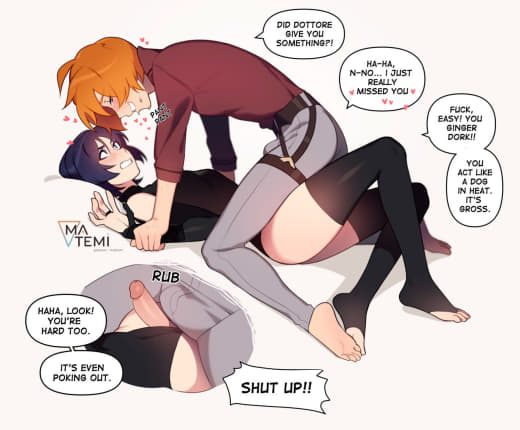 DID DOTTORE
GIVE YOU
SOMETHING?!
HA-HA,
N-NO... I JUST
REALLY
MISSED YOU
FUCK,
EASY! YOU
GINGER
DORK!!
YOU
ACT LIKE
A DOG
IN HEAT.
IT'S
GROSS.
PANT
PANT
MA
TEMI
RUB
HAHA, LOOK!
YOU'RE
HARD TOO.
IT'S EVEN
POKING OUT.
SHUT UP!!